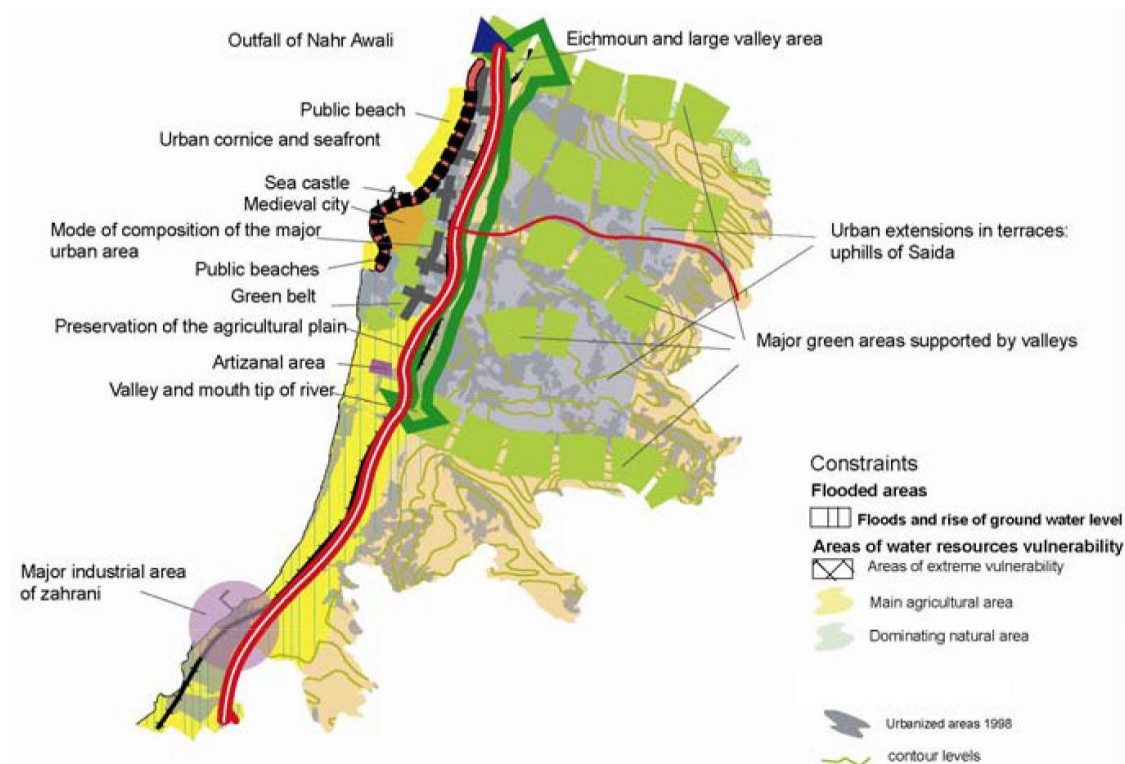 Outfall of Nahr Awali
Eichmoun and large valley area
Public beach
Urban cornice and seafront
Sea castle
Medieval city
Mode of composition of the major
urban area
Public beaches
Green belt
Preservation of the agricultural plain
Artizanal area
Valley and mouth tip of river
Urban extensions in terraces:
uphills of Saida
Major green areas supported by valleys
Major industrial area
of zahrani
Constraints
Flooded areas
Floods and rise of ground water level
Areas of water resources vulnerability
Areas of extreme vulnerability
Main agricultural area
Dominating natural area
Urbanized areas 1998
contour levels